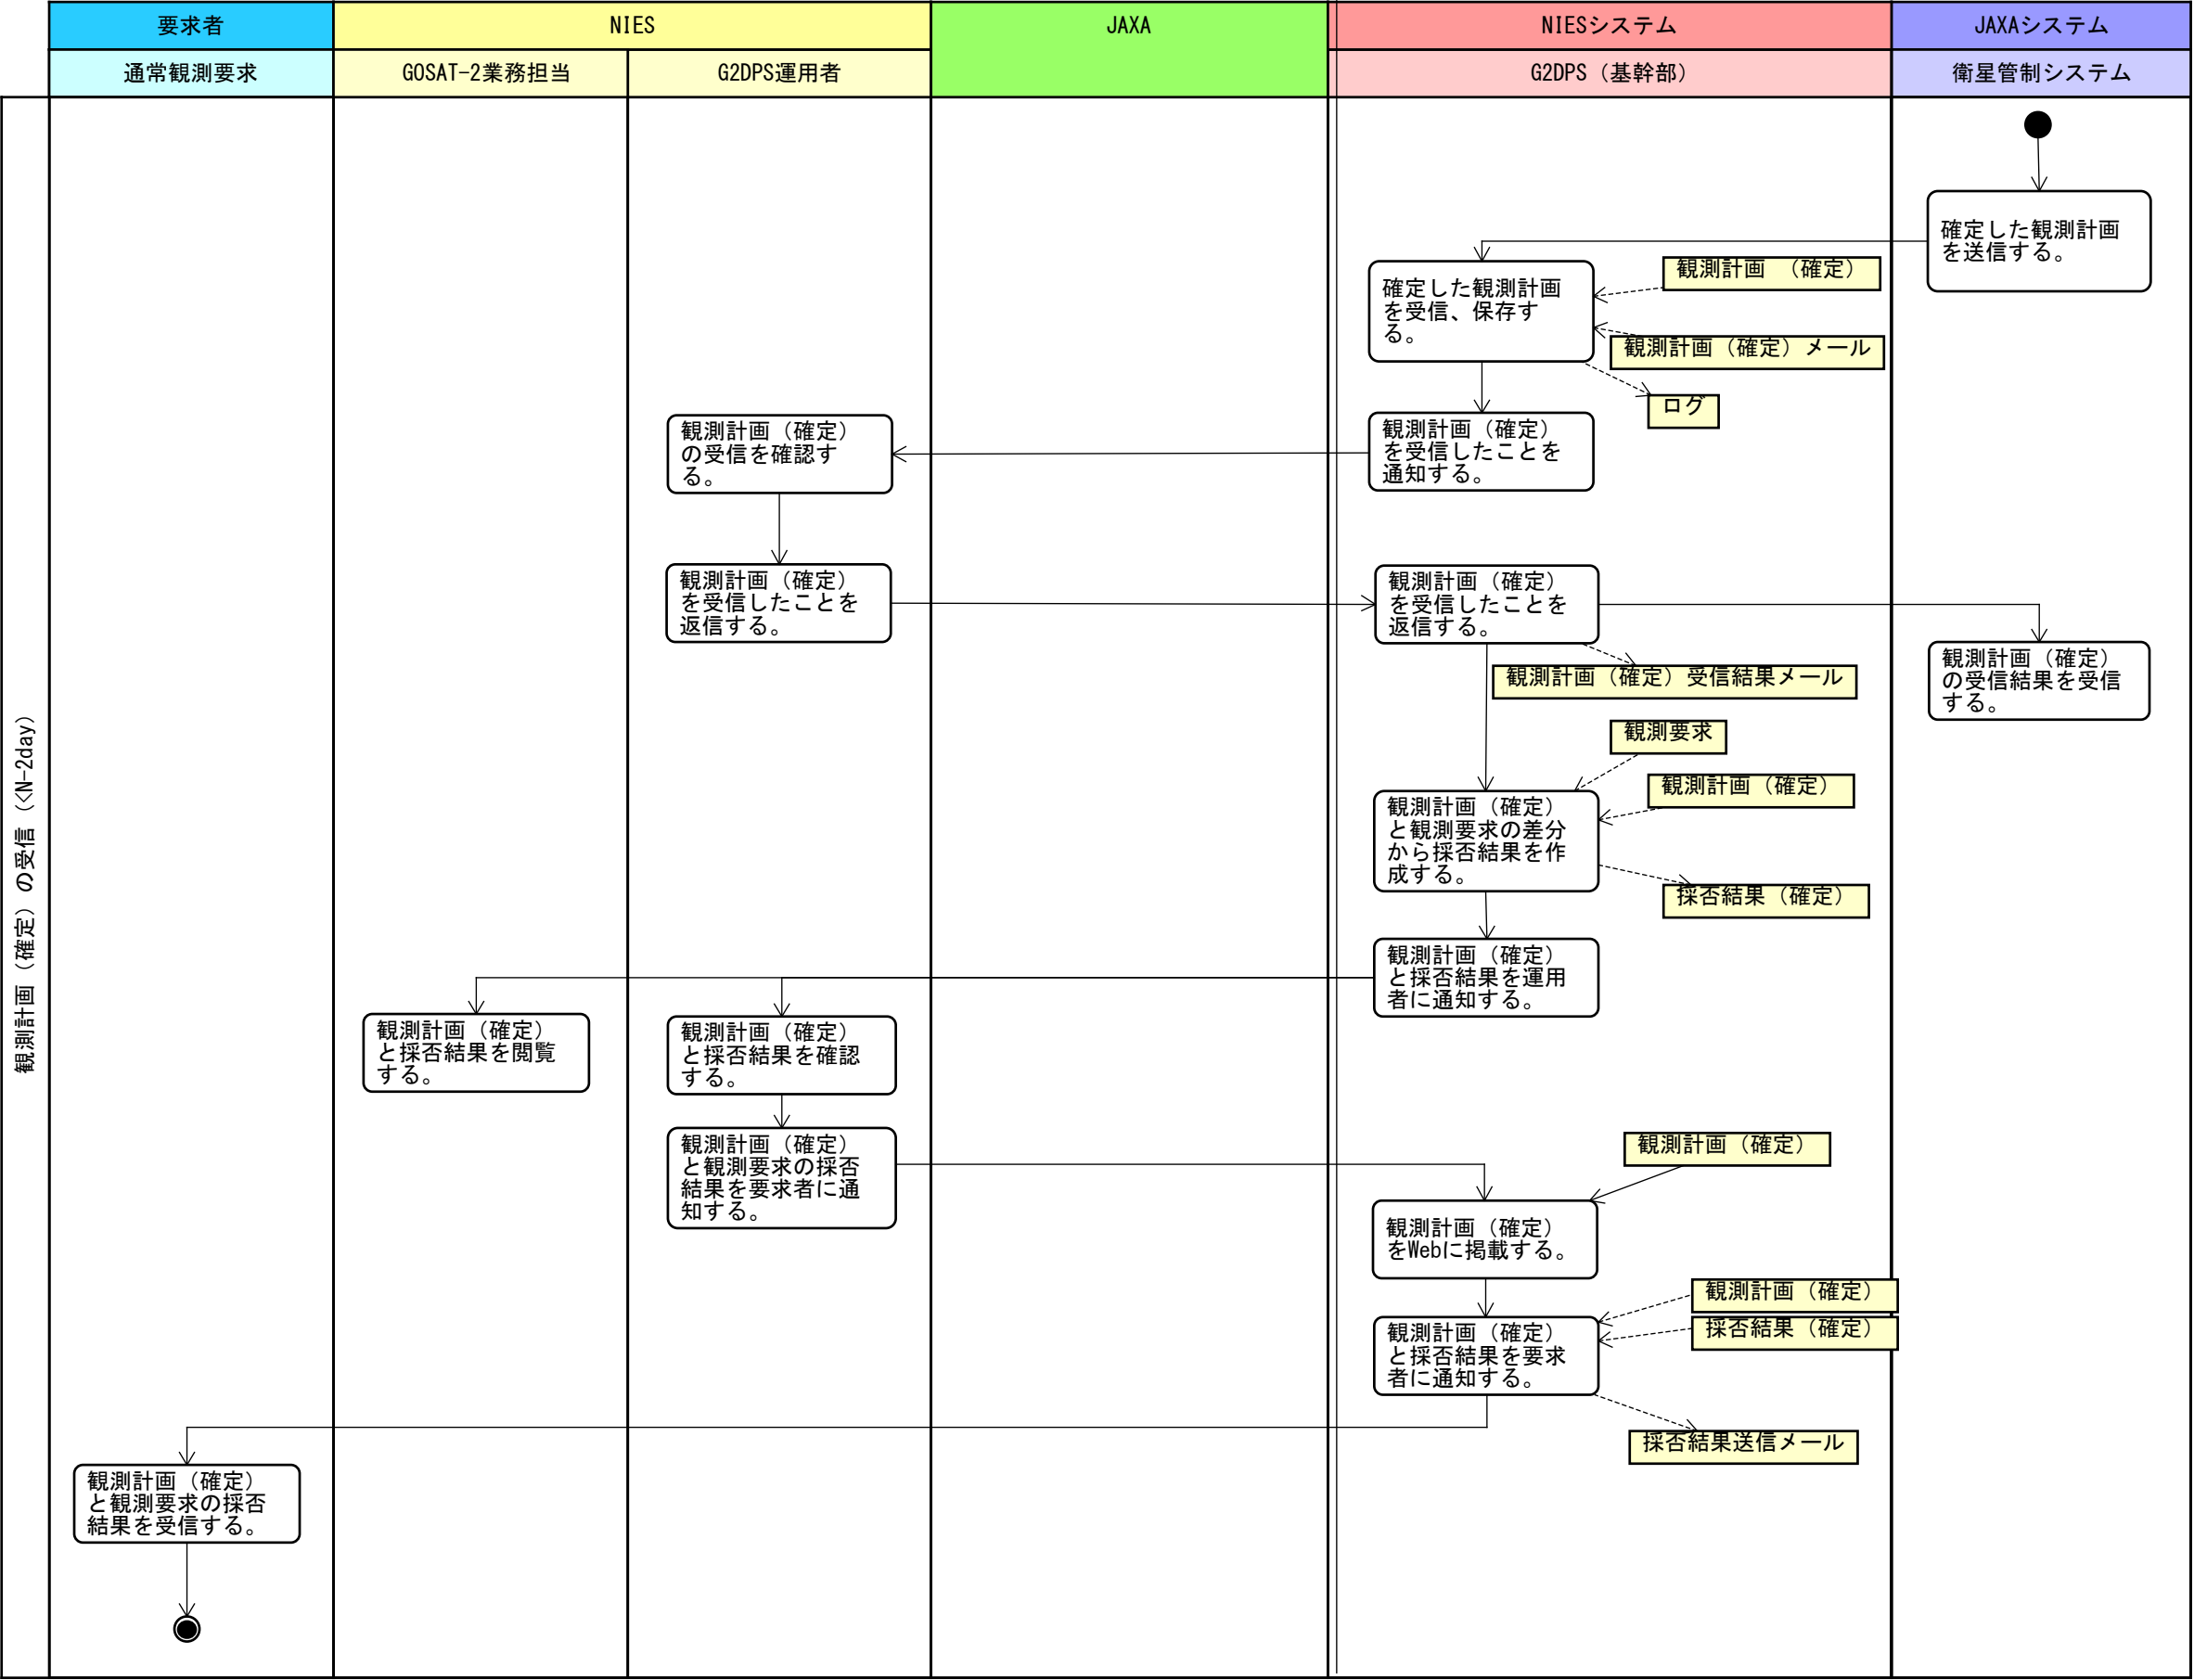 要求者
NIES
JAXA
NIESシステム
JAXAシステム
通常観測要求
GOSAT-2業務担当
G2DPS運用者
G2DPS（基幹部）
衛星管制システム
観測計画（確定）の受信（<N-2day）
確定した観測計画
を送信する。
確定した観測計画
を受信、保存す
る。
観測計画　（確定）
観測計画（確定）メール
ログ
観測計画（確定）
を受信したことを
通知する。
観測計画（確定）
の受信を確認す
る。
観測計画（確定）
を受信したことを
返信する。
観測計画（確定）
を受信したことを
返信する。
観測計画（確定）受信結果メール
観測計画（確定）
の受信結果を受信
する。
観測要求
観測計画（確定）
観測計画（確定）
と観測要求の差分
から採否結果を作
成する。
採否結果（確定）
観測計画（確定）
と採否結果を運用
者に通知する。
観測計画（確定）
と採否結果を閲覧
する。
観測計画（確定）
と採否結果を確認
する。
観測計画（確定）
と観測要求の採否
結果を要求者に通
知する。
観測計画（確定）
観測計画（確定）
をWebに掲載する。
観測計画（確定）
採否結果（確定）
観測計画（確定）
と採否結果を要求
者に通知する。
採否結果送信メール
観測計画（確定）
と観測要求の採否
結果を受信する。